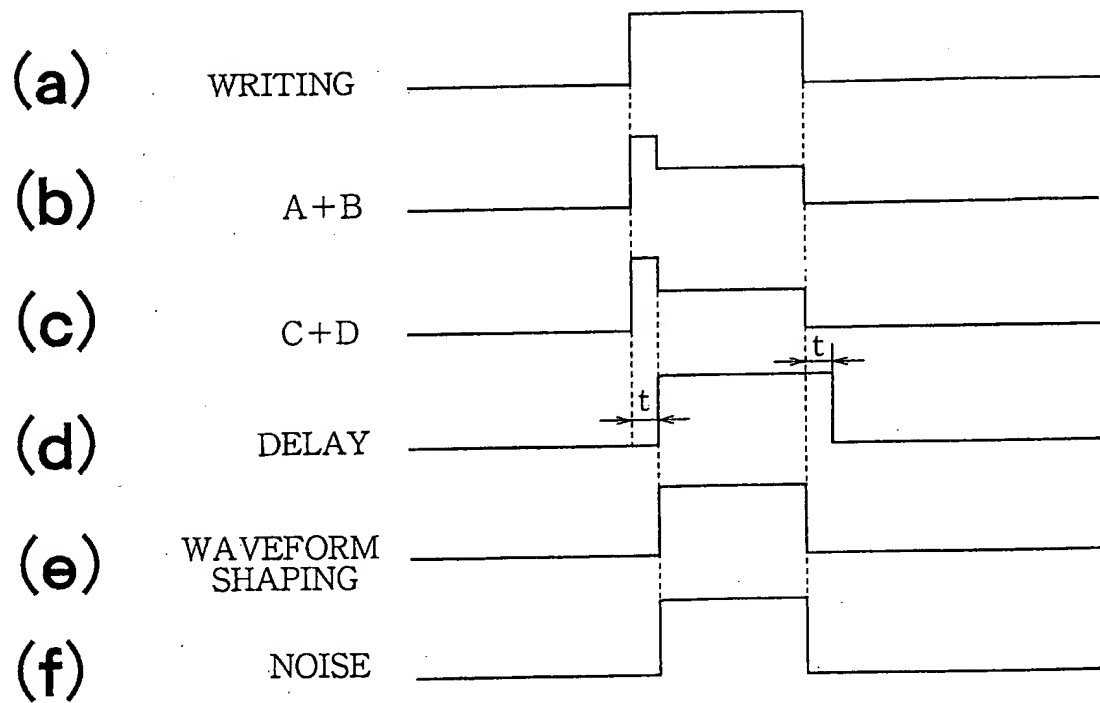 (a) WRITING
(b) A+B
(c) C+D
t
t
(d) DELAY
(e) WAVEFORM
SHAPING
(f) NOISE